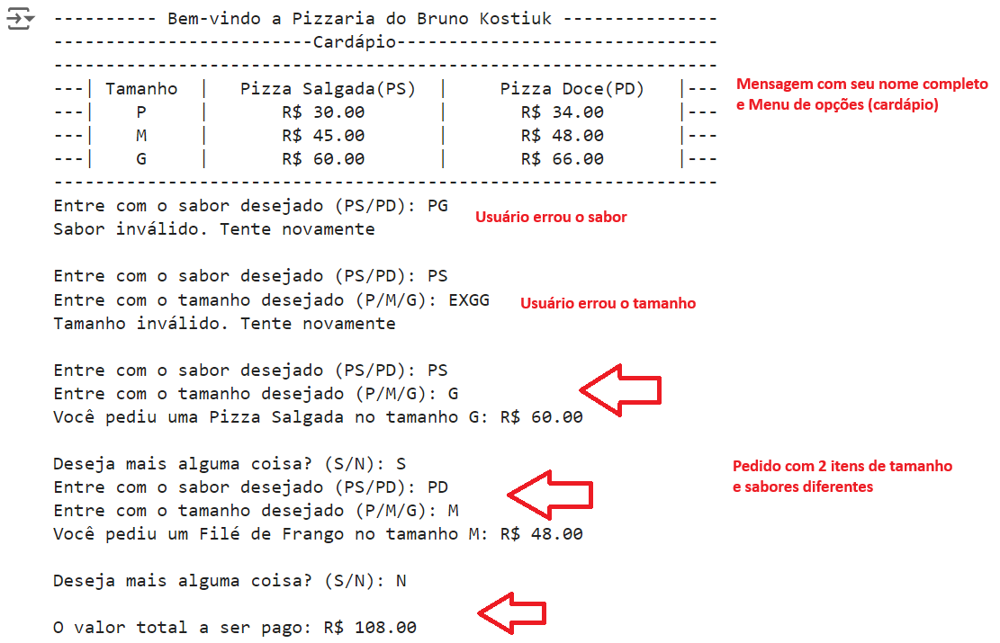 ---------- Bem-vindo a Pizzaria do Bruno Kostiuk ---------------
-------------------------Cardápio-------------------------------
----------------------------------------------------------------
---| Tamanho | Pizza Salgada(PS) | Pizza Doce(PD) |---
---| P | R$ 30.00 | R$ 34.00 |---
---| M | R$ 45.00 | R$ 48.00 |---
---| G | R$ 60.00 | R$ 66.00 |---
----------------------------------------------------------------
Mensagem com seu nome completo
e Menu de opções (cardápio)
Entre com o sabor desejado (PS/PD): PG
Usuário errou o sabor
Sabor inválido. Tente novamente
Entre com o sabor desejado (PS/PD): PS
Entre com o tamanho desejado (P/M/G): EXGG
Usuário errou o tamanho
Tamanho inválido. Tente novamente
Entre com o sabor desejado (PS/PD): PS
Entre com o tamanho desejado (P/M/G): G
Você pediu uma Pizza Salgada no tamanho G: R$ 60.00
Deseja mais alguma coisa? (S/N): S
Entre com o sabor desejado (PS/PD): PD
Entre com o tamanho desejado (P/M/G): M
Você pediu um Filé de Frango no tamanho M: R$ 48.00
Pedido com 2 itens de tamanho
e sabores diferentes
Deseja mais alguma coisa? (S/N): N
O valor total a ser pago: R$ 108.00